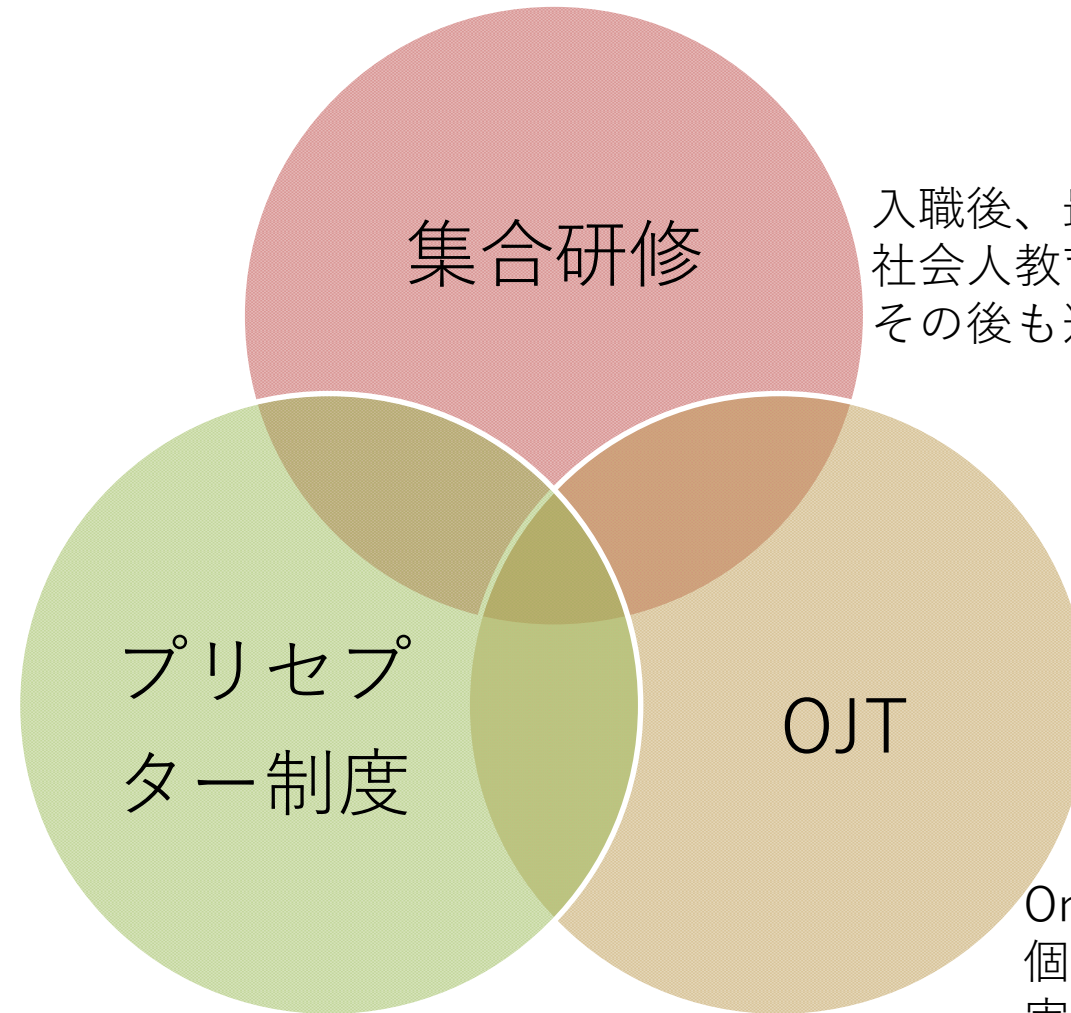 集合研修
入職後、
社会人教
その後も
プリセプ
ター制度
OJT
個